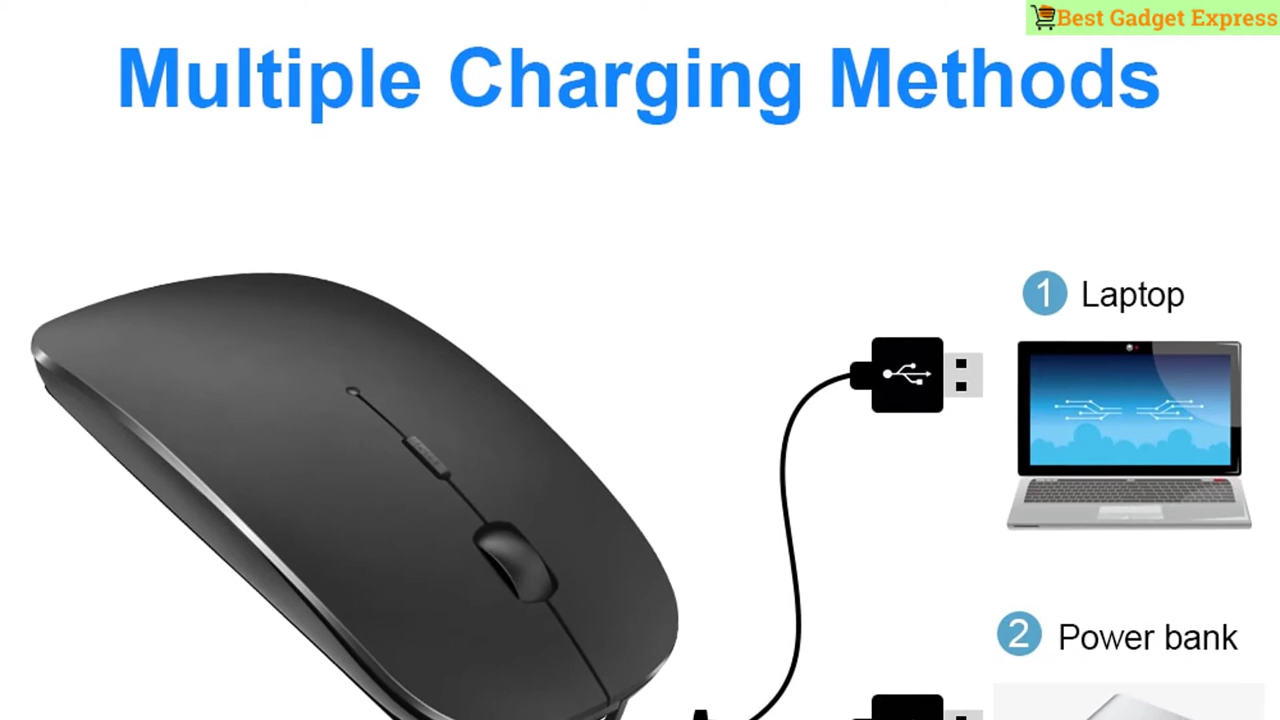 Best Gadget Express
Multiple Charging Methods
1 Laptop
2 Power bank